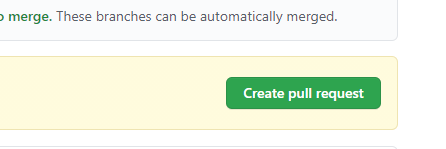 merge. These branches can be automatically merged.
Create pull request